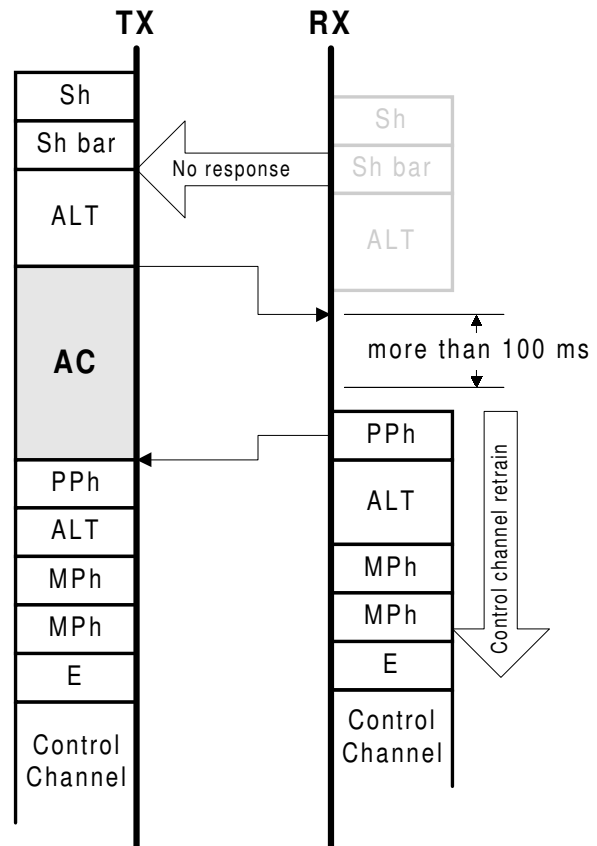 TX
RX
Sh
Sh bar
ALT
AC
PPh
ALT
MPh
MPh
E
Control
Channel
No response
Sh
Sh bar
ALT
more than 100 ms
PPh
ALT
MPh
MPh
E
Control
Channel
Control channel retrain